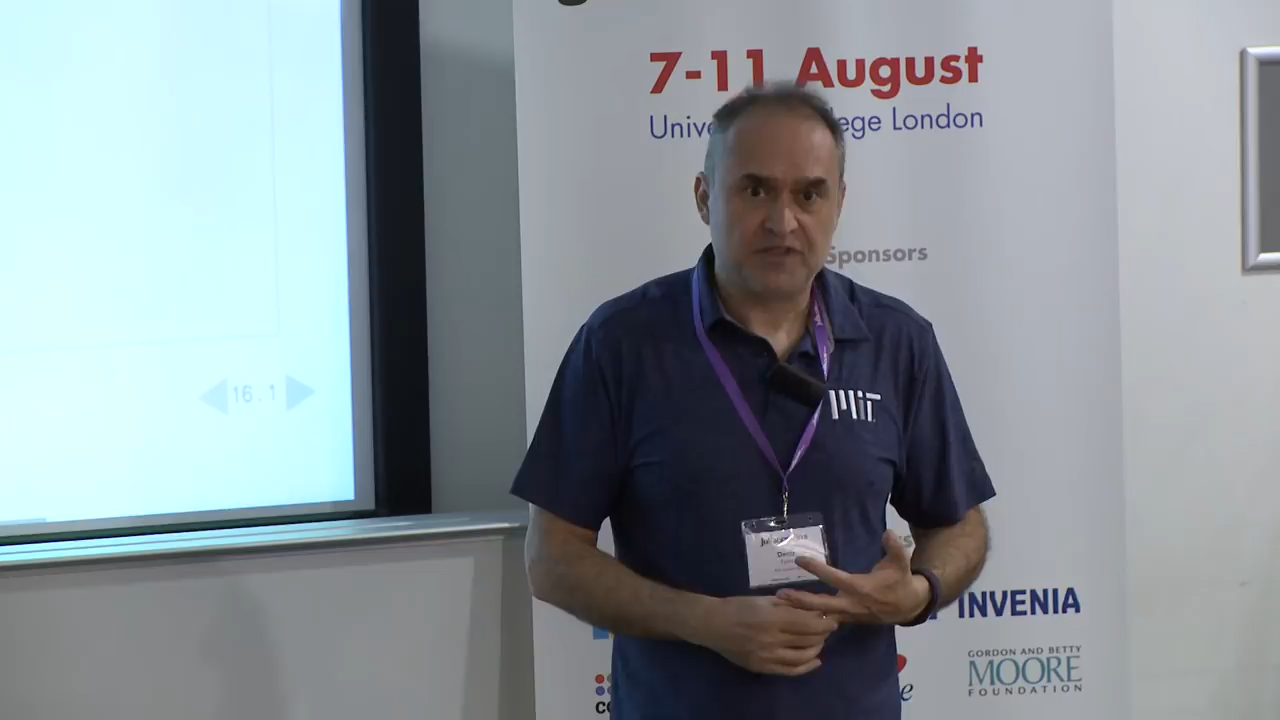 7-11 August
Unive ege London
Sponsors
16.1
MIT
INVENIA
GORDON AND BETTY
MOORE
FOUNDATION